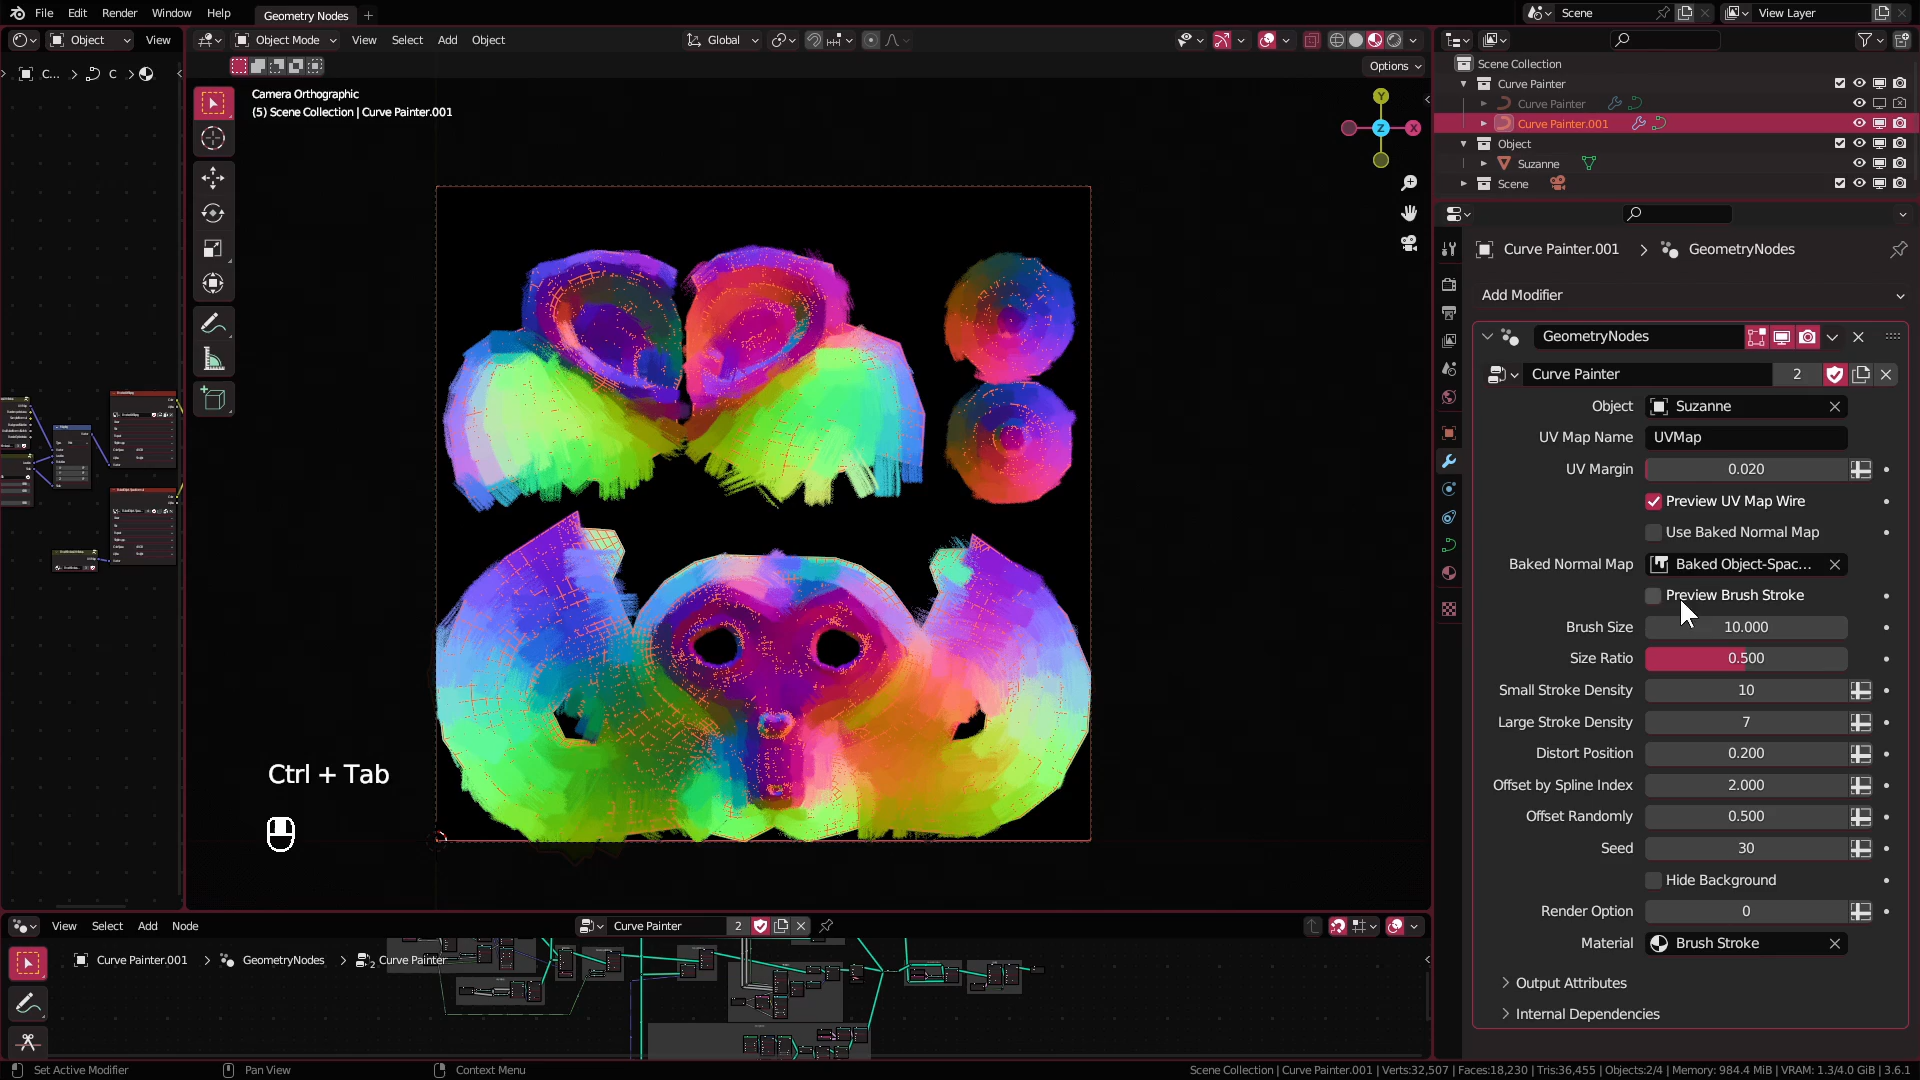 File Edit Render Window Help
Geometry Nodes
Scene
View Layer
Object
View
Object Mode
View Select Add Object
Global
Options
C...
C
Camera Orthographic
(5) Scene Collection | Curve Painter.001
Y
Z
X
Ctrl + Tab
Scene Collection
Curve Painter
Curve Painter
Curve Painter.001
Object
Suzanne
Scene
Curve Painter.001
GeometryNodes
Add Modifier
GeometryNodes
Curve Painter 2
Object Suzanne
UV Map Name UVMap
UV Margin 0.020
Preview UV Map Wire
Use Baked Normal Map
Baked Normal Map Baked Object-Spac...
Preview Brush Stroke
Brush Size 10.000
Size Ratio 0.500
Small Stroke Density 10
Large Stroke Density 7
Distort Position 0.200
Offset by Spline Index 2.000
Offset Randomly 0.500
Seed 30
Hide Background
Render Option 0
Material Brush Stroke
Output Attributes
Internal Dependencies
View Select Add Node
Curve Painter 2
Curve Painter.001
GeometryNodes
2
Curve Painter
Set Active Modifier
Pan View
Context Menu
Scene Collection | Curve Painter.001 | Verts:32,507 | Faces:18,230 | Tris:36,455 | Objects:2/4 | Memory: 984.4 MiB | VRAM: 1.3/4.0 GiB | 3.6.1